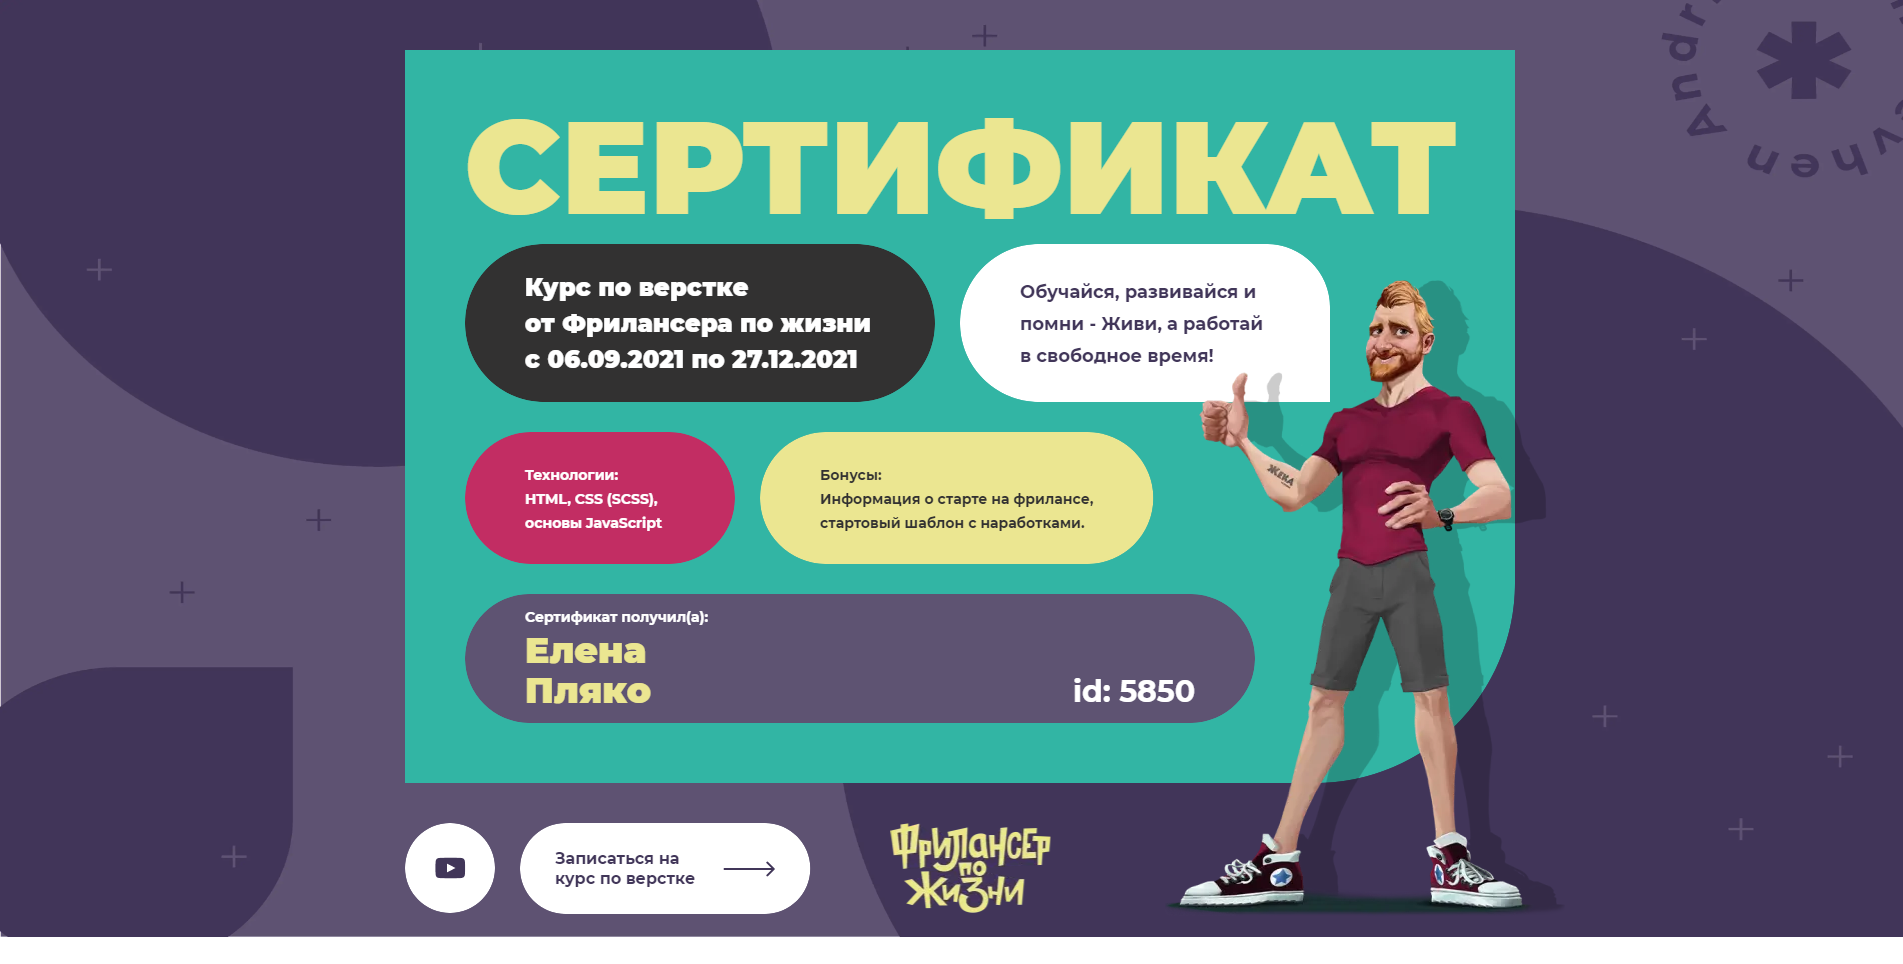 СЕРТИФИКАТ
Курс по верстке
от Фрилансера по жизни
с 06.09.2021 по 27.12.2021
Обучайся, развивайся и
помни - Живи, а работай
в свободное время!
Технологии:
HTML, CSS (SCSS),
основы JavaScript
Бонусы:
Информация о старте на фрилансе,
стартовый шаблон с наработками.
ЖЕКА
Сертификат получил(а):
Елена
Пляко
id: 5850
Записаться на
курс по верстке
Фрилансер
по
Жизни